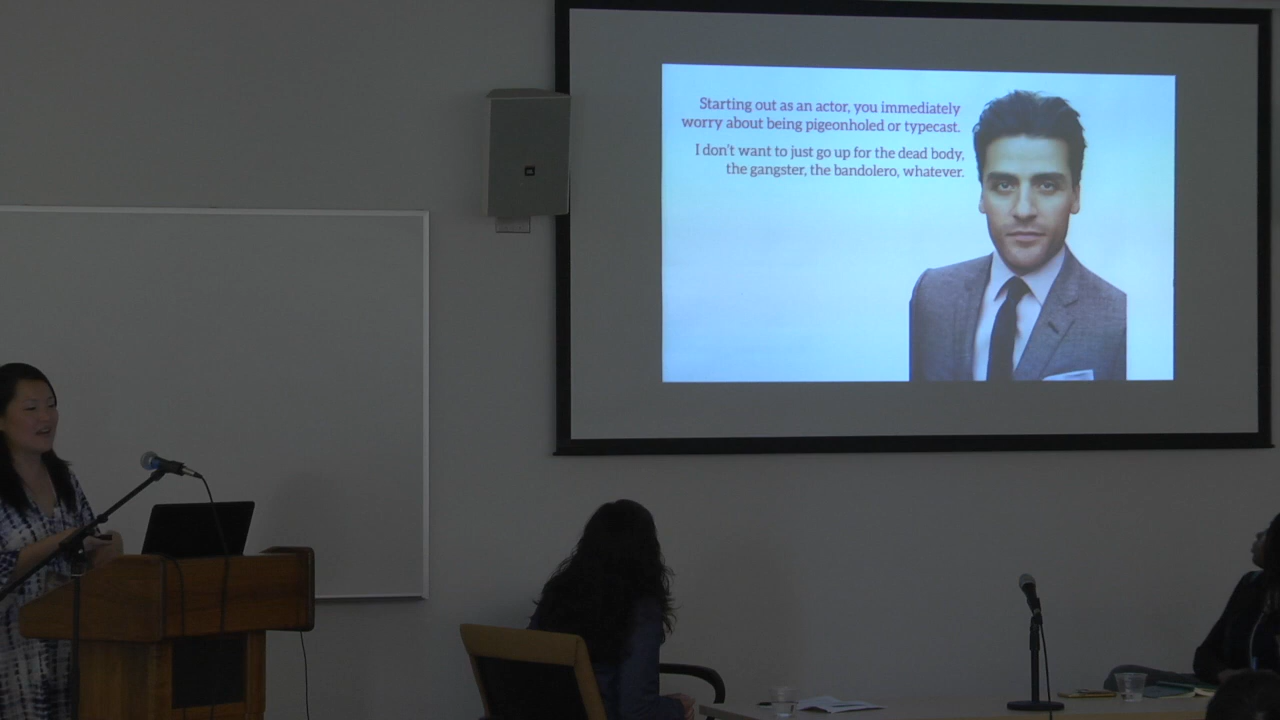 Starting out as an actor, you immediately
worry about being pigeonholed or typecast.
I don't want to just go up for the dead body,
the gangster, the bandolero, whatever.